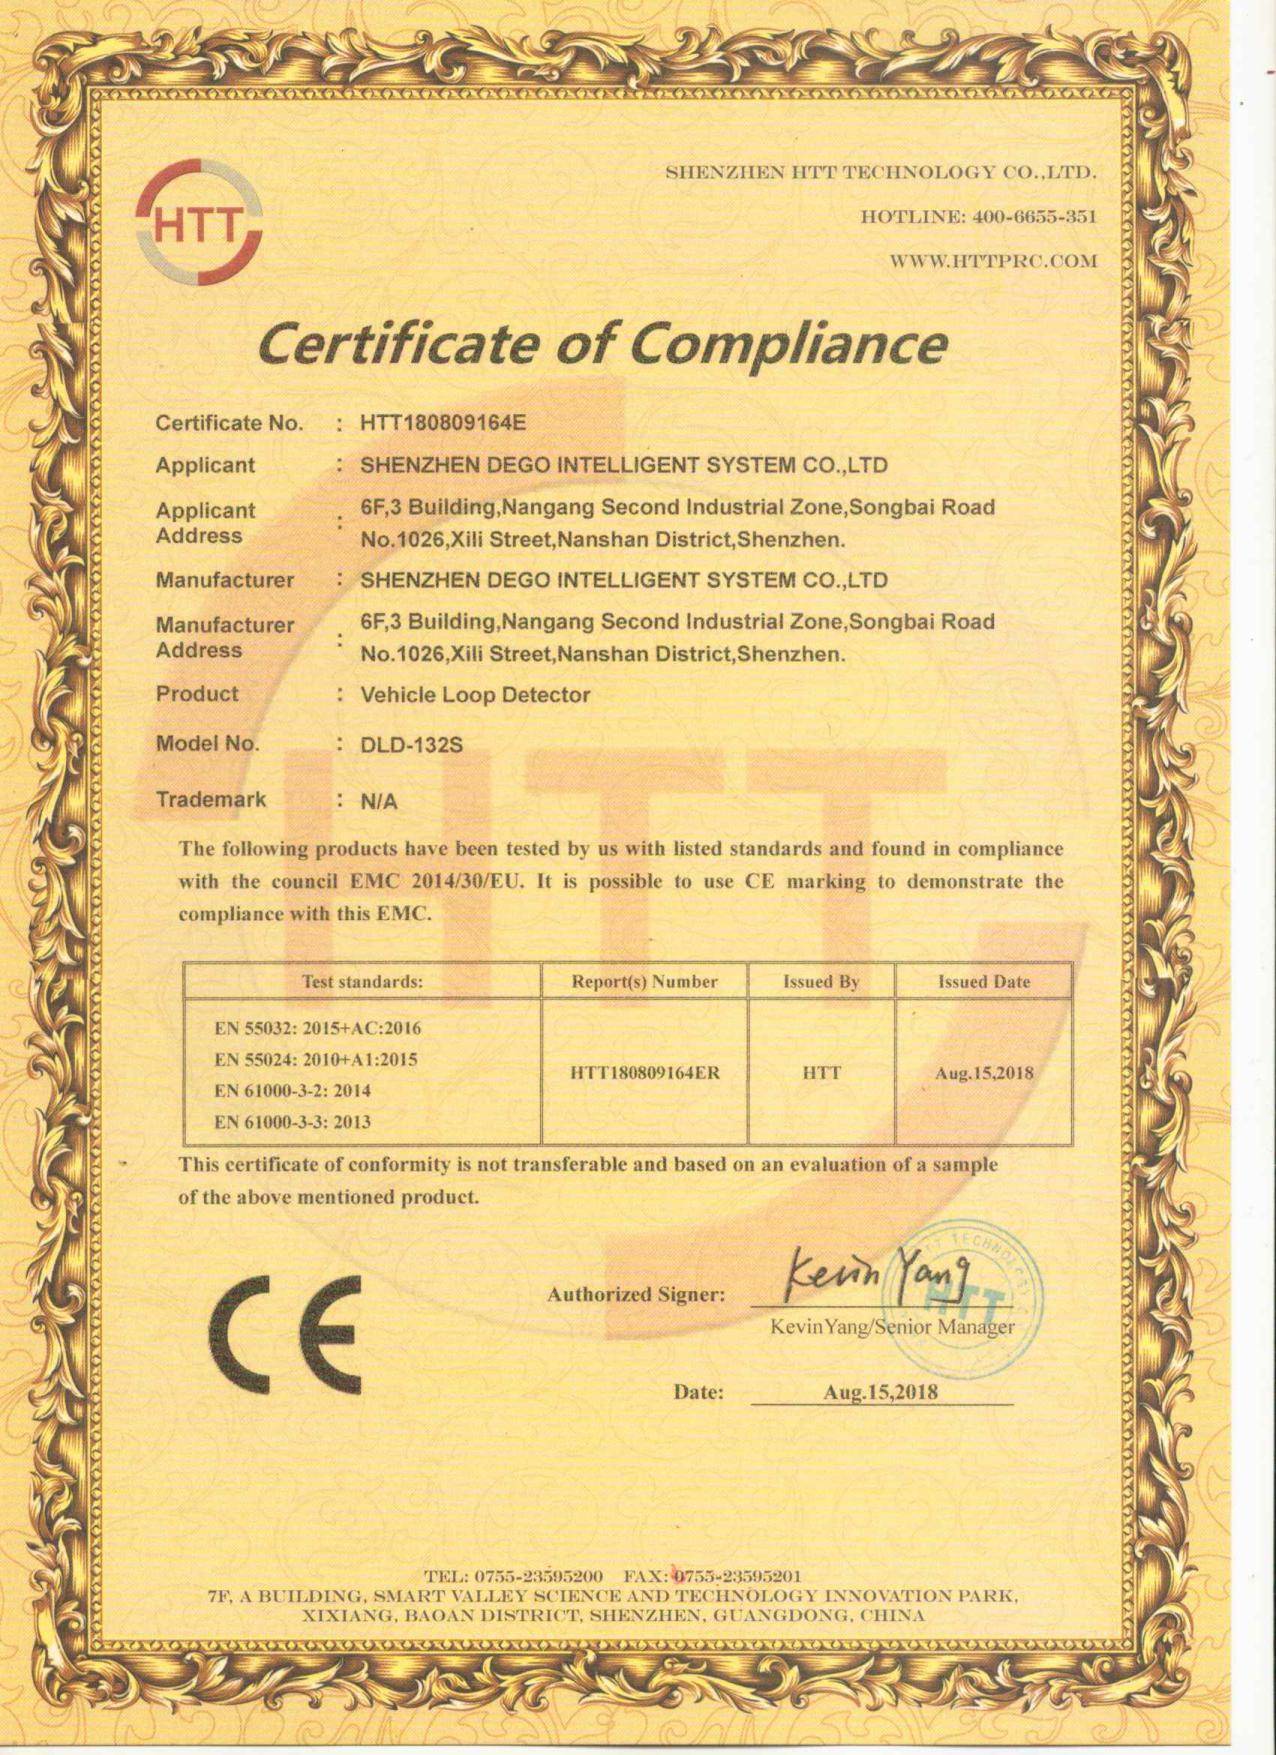 HTT
SHENZHEN HTT TECHNOLOGY CO.,LTD.
HOTLINE: 400-6655-351
WWW.HTTPRC.COM
Certificate of Compliance
Certificate No. : HTT180809164E
Applicant : SHENZHEN DEGO INTELLIGENT SYSTEM CO.,LTD
Applicant Address : 6F,3 Building,Nangang Second Industrial Zone,Songbai Road
No.1026,Xili Street,Nanshan District,Shenzhen.
Manufacturer : SHENZHEN DEGO INTELLIGENT SYSTEM CO.,LTD
Manufacturer Address : 6F,3 Building,Nangang Second Industrial Zone,Songbai Road
No.1026,Xili Street,Nanshan District,Shenzhen.
Product : Vehicle Loop Detector
Model No. : DLD-132S
Trademark : N/A
HTT
The following products have been tested by us with listed standards and found in compliance
with the council EMC 2014/30/EU. It is possible to use CE marking to demonstrate the
compliance with this EMC.
Test standards: Report(s) Number Issued By Issued Date
EN 55032: 2015+AC:2016
EN 55024: 2010+A1:2015
EN 61000-3-2: 2014
EN 61000-3-3: 2013
HTT180809164ER HTT Aug.15,2018
This certificate of conformity is not transferable and based on an evaluation of a sample
of the above mentioned product.
CE
Authorized Signer: Kevin Yang
HTT
KevinYang/Senior Manager
Date: Aug.15,2018
TEL: 0755-23595200 FAX: 0755-23595201
7F, A BUILDING, SMART VALLEY SCIENCE AND TECHNOLOGY INNOVATION PARK,
XIXIANG, BAOAN DISTRICT, SHENZHEN, GUANGDONG, CHINA